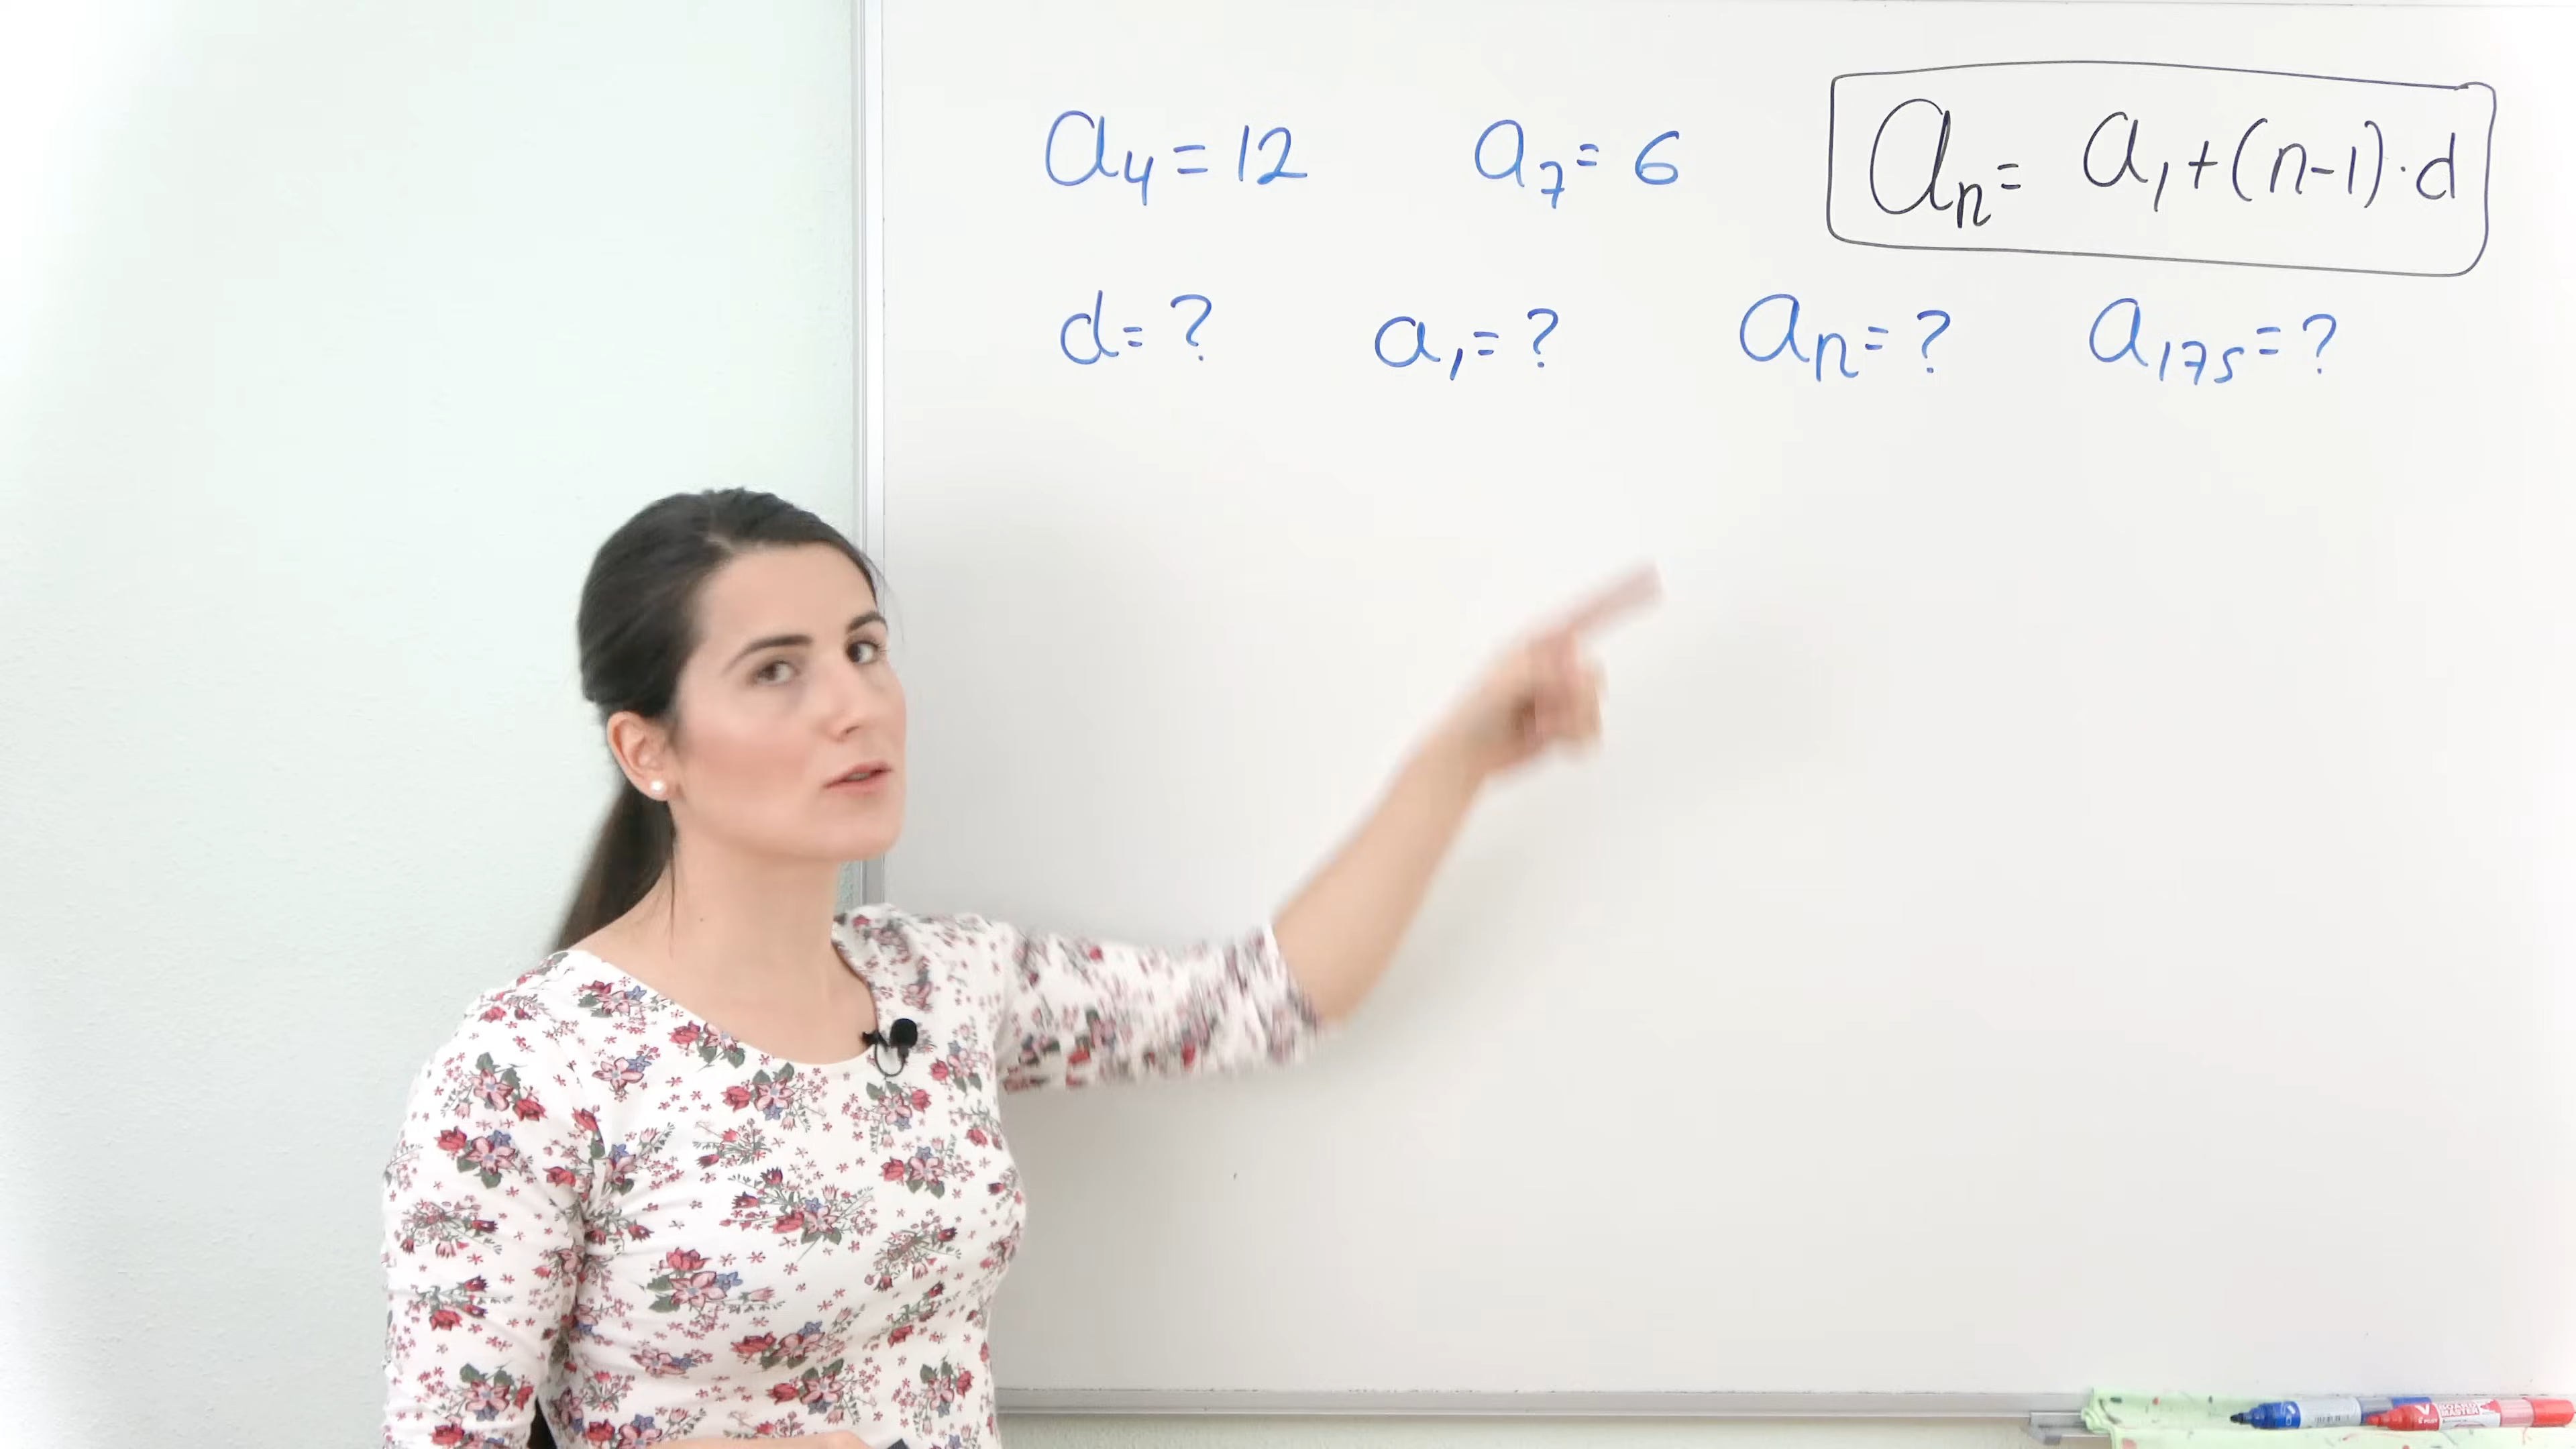 a₄ = 12 a₇ = 6 aₙ = a₁ + (n-1) · d
d = ? a₁ = ? aₙ = ? a₁₇₅ = ?